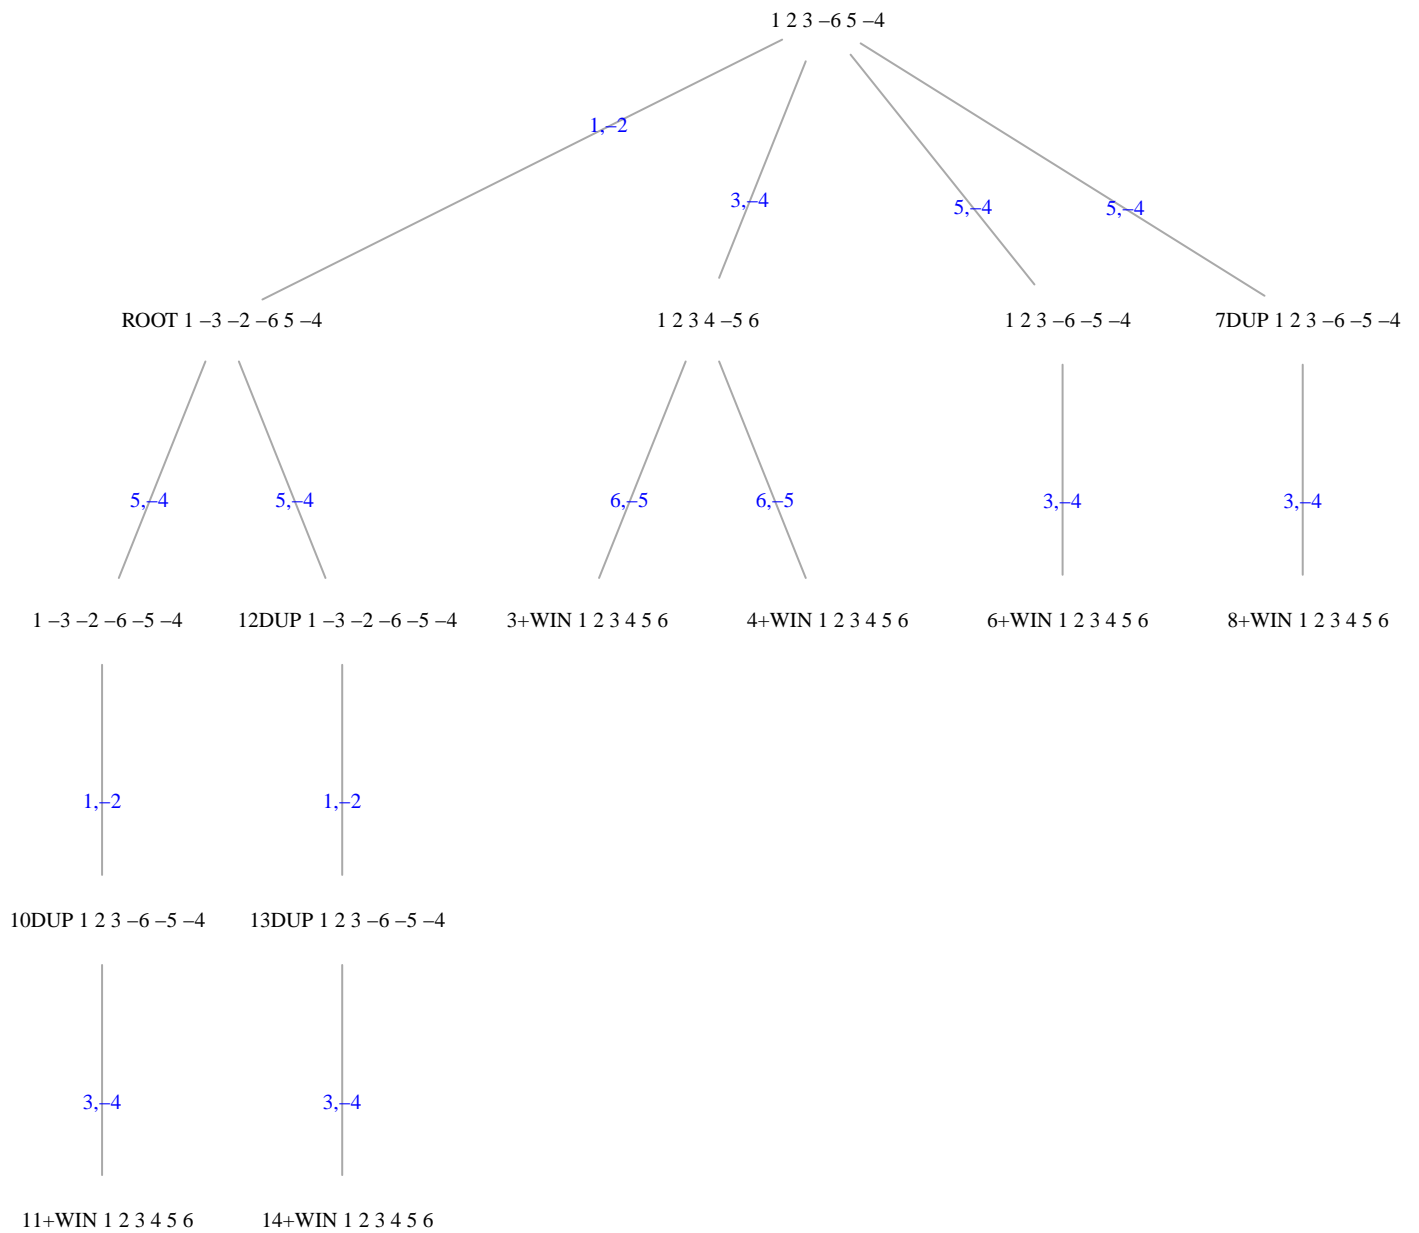 1 2 3 −6 5 −4
1,−2
3,−4
5,−4
5,−4
ROOT 1 −3 −2 −6 5 −4
1 2 3 4 −5 6
1 2 3 −6 −5 −4
7DUP 1 2 3 −6 −5 −4
5,−4
5,−4
6,−5
6,−5
3,−4
3,−4
1 −3 −2 −6 −5 −4
12DUP 1 −3 −2 −6 −5 −4
3+WIN 1 2 3 4 5 6
4+WIN 1 2 3 4 5 6
6+WIN 1 2 3 4 5 6
8+WIN 1 2 3 4 5 6
1,−2
1,−2
10DUP 1 2 3 −6 −5 −4
13DUP 1 2 3 −6 −5 −4
3,−4
3,−4
11+WIN 1 2 3 4 5 6
14+WIN 1 2 3 4 5 6